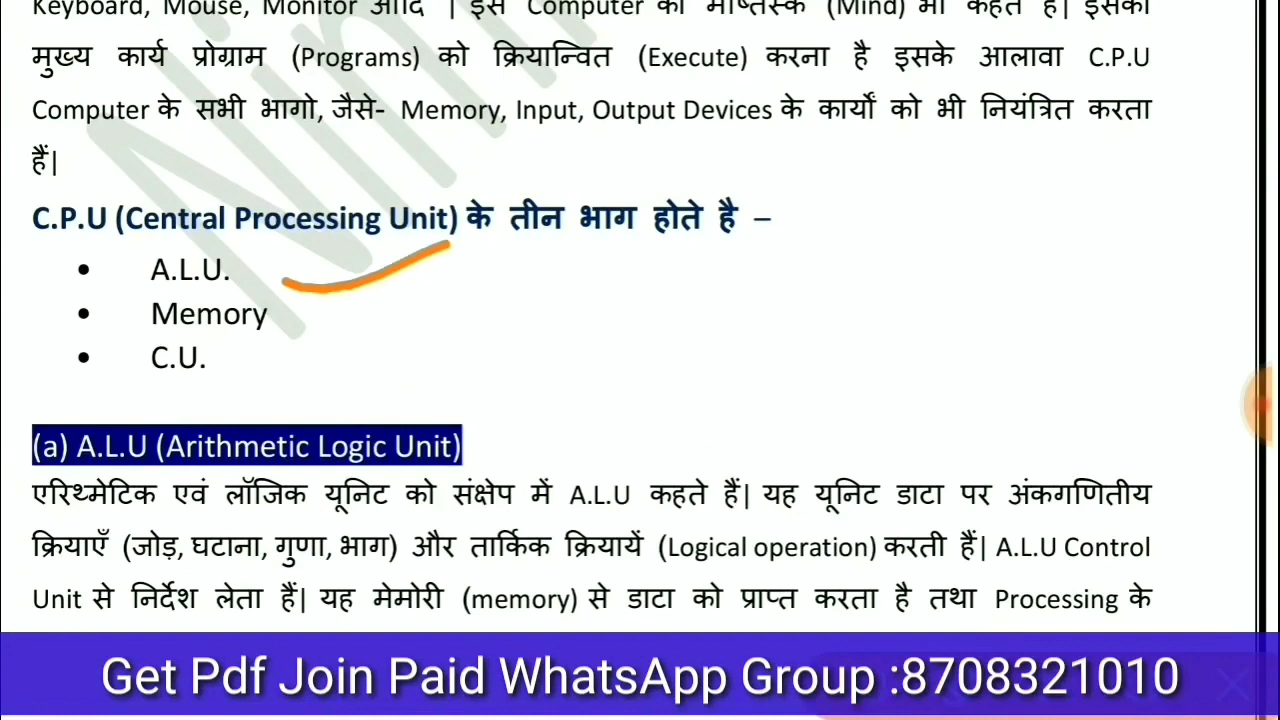 Keyboard, Mouse, Monitor आदि | इसे Computer का मष्तिस्क (Mind) भी कहते है| इसका
मुख्य कार्य प्रोग्राम (Programs) को क्रियान्वित (Execute) करना है इसके आलावा C.P.U
Computer के सभी भागो, जैसे- Memory, Input, Output Devices के कार्यों को भी नियंत्रित करता
हैं|
C.P.U (Central Processing Unit) के तीन भाग होते है –
• A.L.U.
• Memory
• C.U.
(a) A.L.U (Arithmetic Logic Unit)
एरिथ्मेटिक एवं लॉजिक यूनिट को संक्षेप में A.L.U कहते हैं| यह यूनिट डाटा पर अंकगणितीय
क्रियाएँ (जोड़, घटाना, गुणा, भाग) और तार्किक क्रियायें (Logical operation) करती हैं| A.L.U Control
Unit से निर्देश लेता हैं| यह मेमोरी (memory) से डाटा को प्राप्त करता है तथा Processing के
Get Pdf Join Paid WhatsApp Group :8708321010